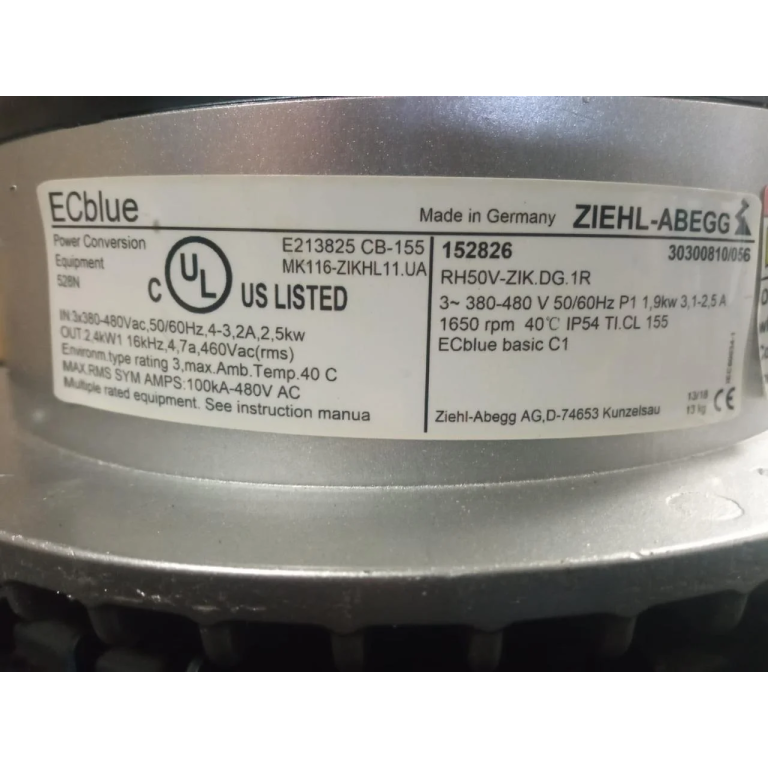 ECblue
Power Conversion
Equipment
528N
C UL US LISTED
E213825 CB-155
MK116-ZIKHL11.UA
IN:3x380-480Vac,50/60Hz,4-3,2A,2,5kw
OUT:2,4kW1 16kHz,4,7a,460Vac(rms)
Environm.type rating 3,max.Amb.Temp.40 C
MAX.RMS SYM AMPS:100kA-480V AC
Multiple rated equipment. See instruction manua
Made in Germany ZIEHL-ABEGG
152826 30300810/056
RH50V-ZIK.DG.1R
3~ 380-480 V 50/60Hz P1 1,9kw 3,1-2,5 A
1650 rpm 40℃ IP54 TI.CL 155
ECblue basic C1
Ziehl-Abegg AG,D-74653 Kunzelsau
13/18
13 kg
CE